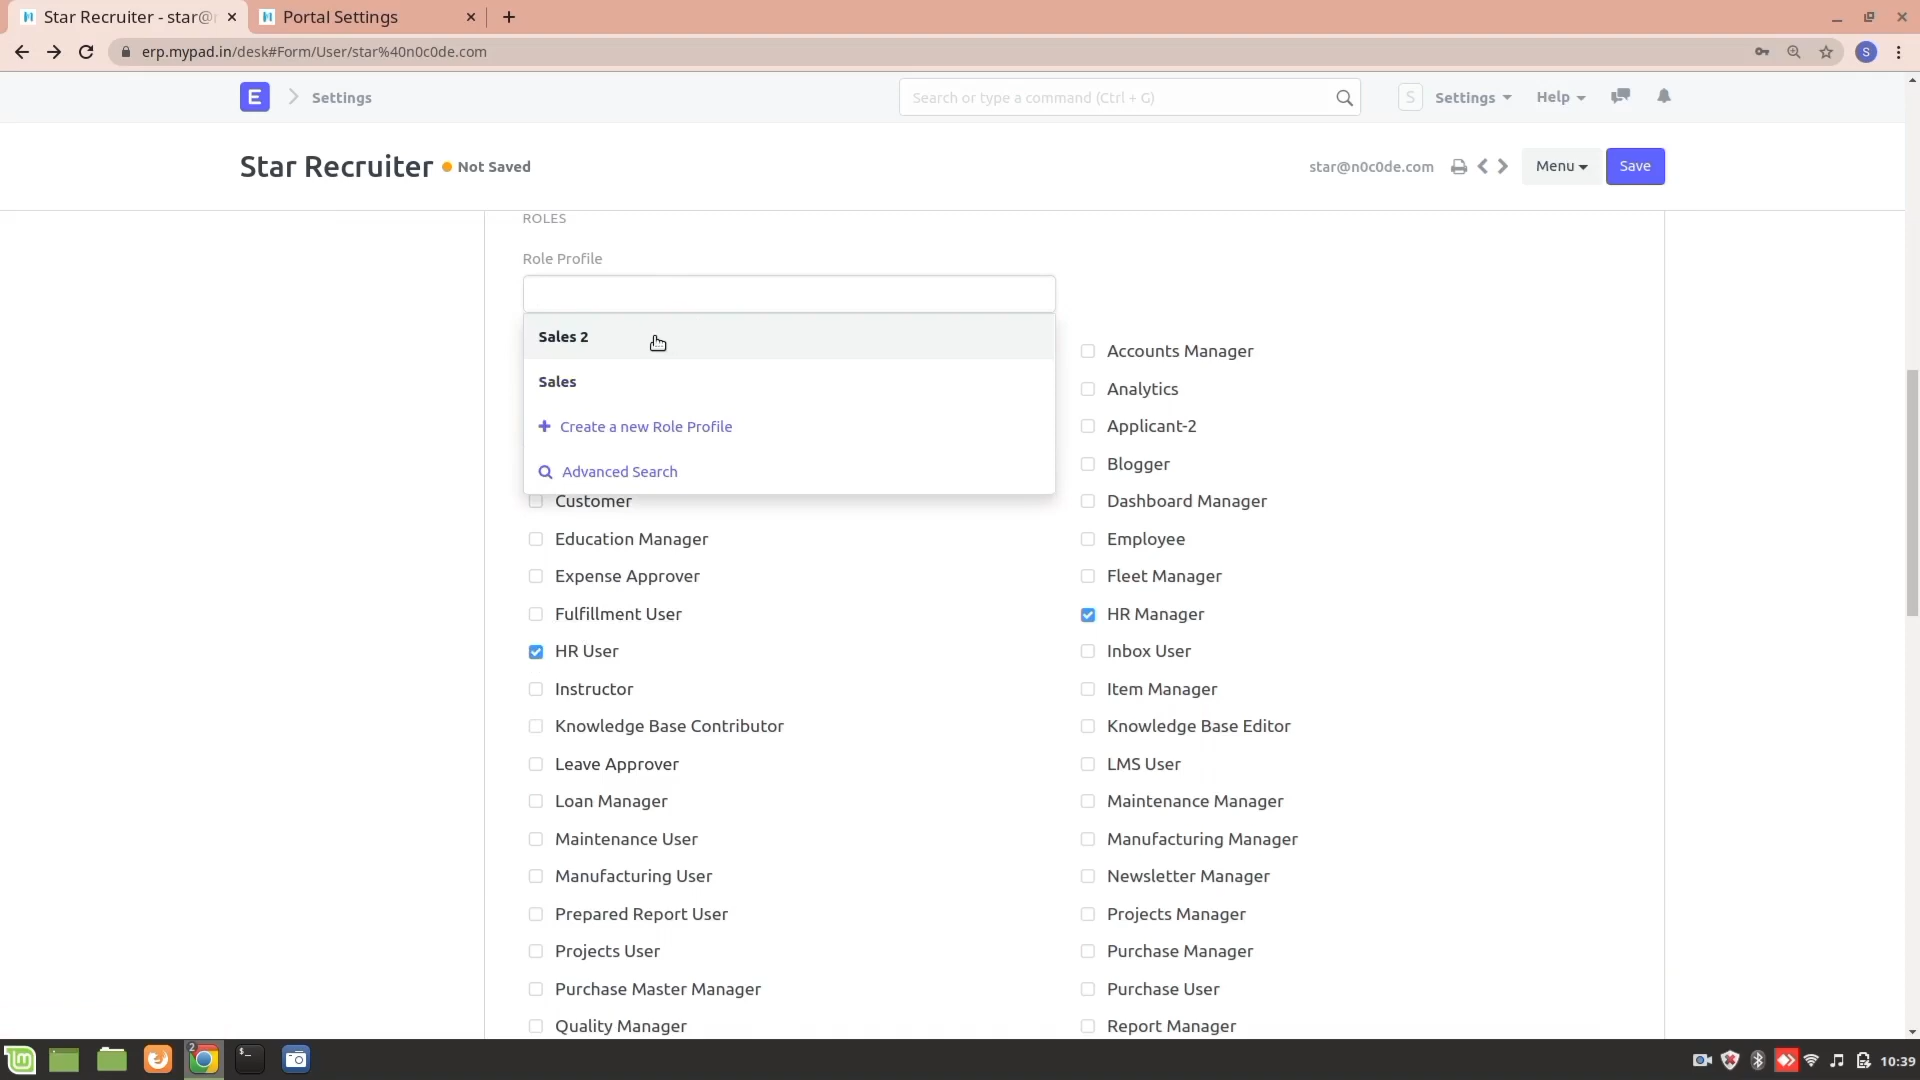 Star Recruiter - star@n
Portal Settings
erp.mypad.in/desk#Form/User/star%40n0c0de.com
S
E
Settings
Search or type a command (Ctrl + G)
S
Settings
Help
Star Recruiter
Not Saved
star@n0c0de.com
Menu
Save
ROLES
Role Profile
Sales 2
Sales
Create a new Role Profile
Advanced Search
Accounts Manager
Analytics
Applicant-2
Blogger
Customer
Dashboard Manager
Education Manager
Employee
Expense Approver
Fleet Manager
Fulfillment User
HR Manager
HR User
Inbox User
Instructor
Item Manager
Knowledge Base Contributor
Knowledge Base Editor
Leave Approver
LMS User
Loan Manager
Maintenance Manager
Maintenance User
Manufacturing Manager
Manufacturing User
Newsletter Manager
Prepared Report User
Projects Manager
Projects User
Purchase Manager
Purchase Master Manager
Purchase User
Quality Manager
Report Manager
2
10:39